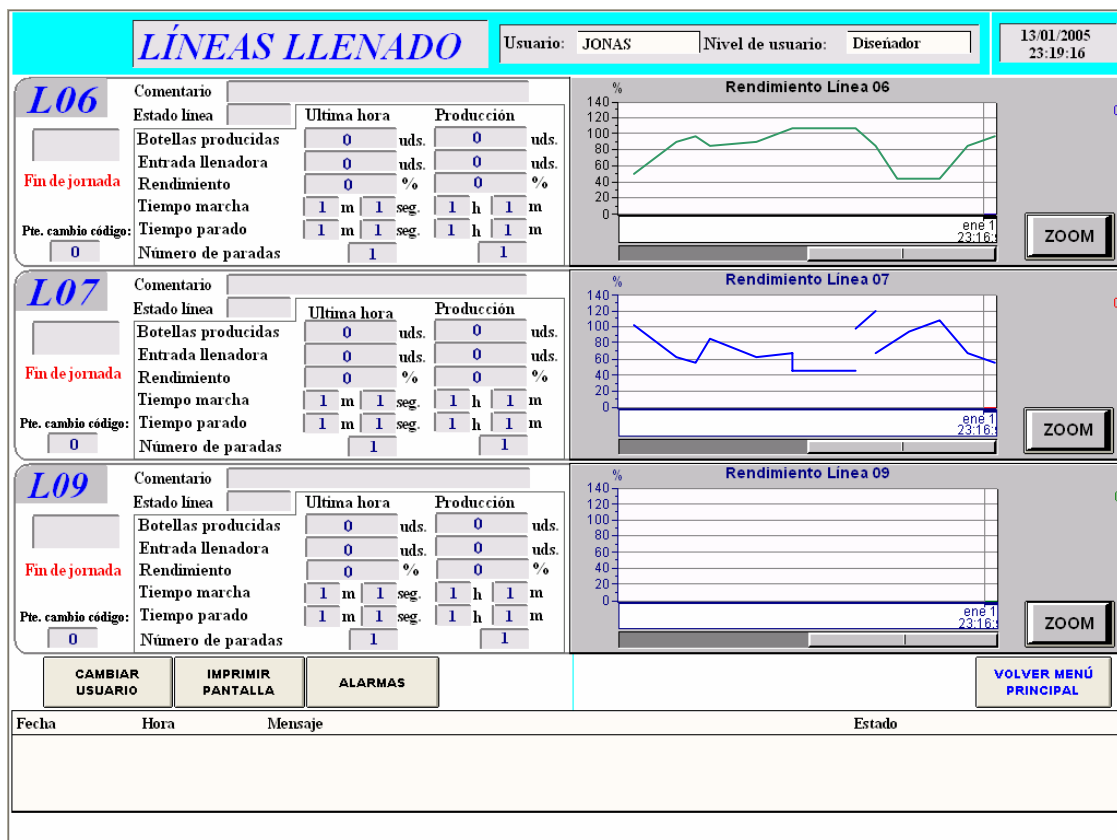 LÍNEAS LLENADO
Usuario: JONAS Nivel de usuario: Diseñador
13/01/2005
23:19:16
L06
Comentario
Estado línea Ultima hora Producción
Botellas producidas 0 uds. 0 uds.
Entrada llenadora 0 uds. 0 uds.
Fin de jornada
Rendimiento 0 % 0 %
Tiempo marcha 1 m 1 seg. 1 h 1 m
Pte. cambio código: 0
Tiempo parado 1 m 1 seg. 1 h 1 m
Número de paradas 1 1
Rendimiento Línea 06
%
140
120
100
80
60
40
20
0
ene 1
23:16:
ZOOM
L07
Comentario
Estado línea Ultima hora Producción
Botellas producidas 0 uds. 0 uds.
Entrada llenadora 0 uds. 0 uds.
Fin de jornada
Rendimiento 0 % 0 %
Tiempo marcha 1 m 1 seg. 1 h 1 m
Pte. cambio código: 0
Tiempo parado 1 m 1 seg. 1 h 1 m
Número de paradas 1 1
Rendimiento Línea 07
%
140
120
100
80
60
40
20
0
ene 1
23:16:
ZOOM
L09
Comentario
Estado línea Ultima hora Producción
Botellas producidas 0 uds. 0 uds.
Entrada llenadora 0 uds. 0 uds.
Fin de jornada
Rendimiento 0 % 0 %
Tiempo marcha 1 m 1 seg. 1 h 1 m
Pte. cambio código: 0
Tiempo parado 1 m 1 seg. 1 h 1 m
Número de paradas 1 1
Rendimiento Línea 09
%
140
120
100
80
60
40
20
0
ene 1
23:16:
ZOOM
CAMBIAR
USUARIO
IMPRIMIR
PANTALLA
ALARMAS
VOLVER MENÚ
PRINCIPAL
Fecha Hora Mensaje Estado